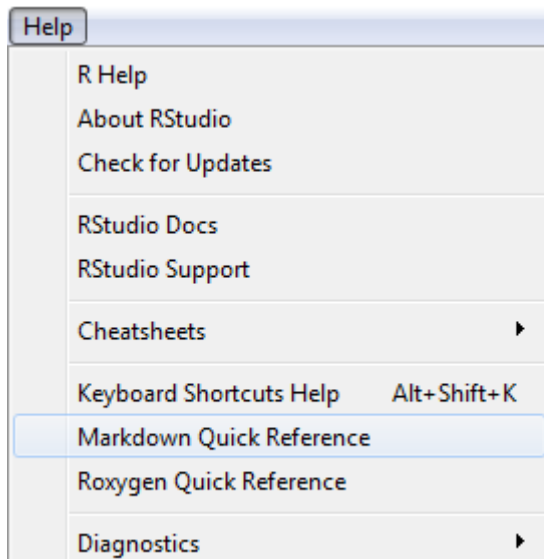 Help
R Help
About RStudio
Check for Updates
RStudio Docs
RStudio Support
Cheatsheets
Keyboard Shortcuts Help Alt+Shift+K
Markdown Quick Reference
Roxygen Quick Reference
Diagnostics